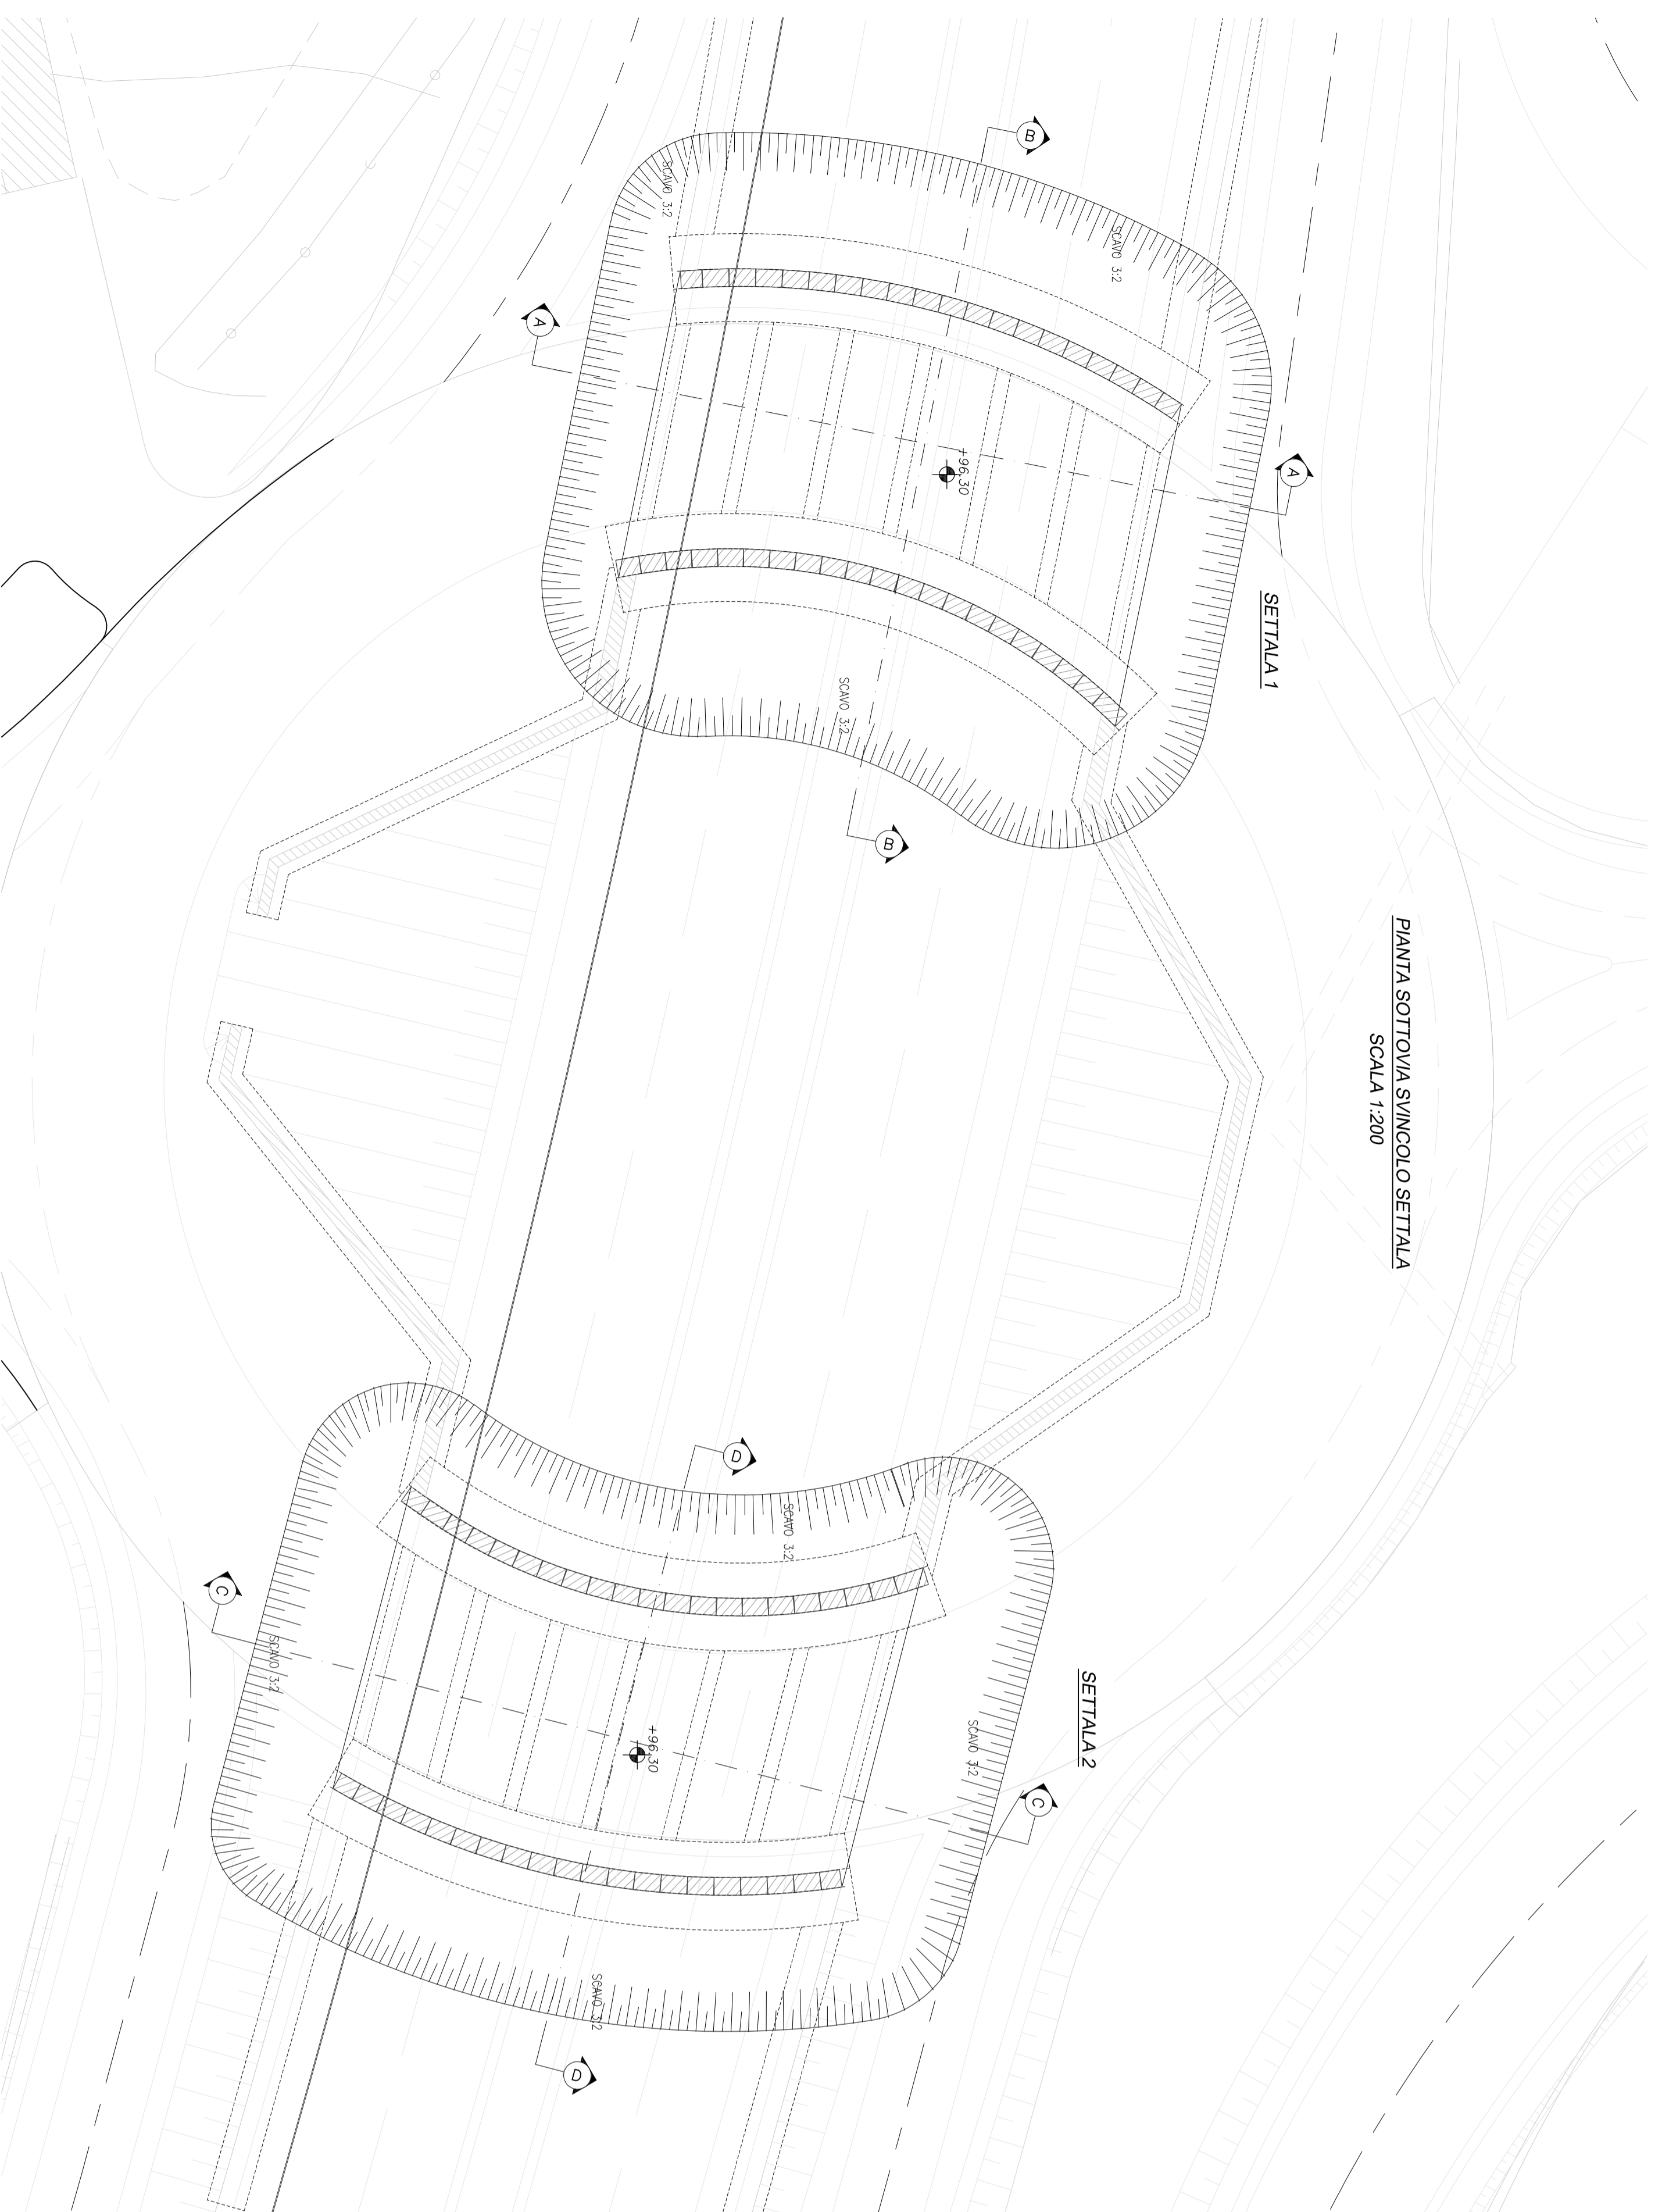 PIANTA SOTTOVIA SVINCOLO SETTALA
SCALA 1:200
SETTALA 1
B
SCAVO 3:2
SCAVO 3:2
A
A
+96,30
SCAVO 3:2
B
SETTALA 2
D
SCAVO 3:2
C
SCAVO 3:2
SCAVO 3:2
C
+96,30
SCAVO 3:2
D